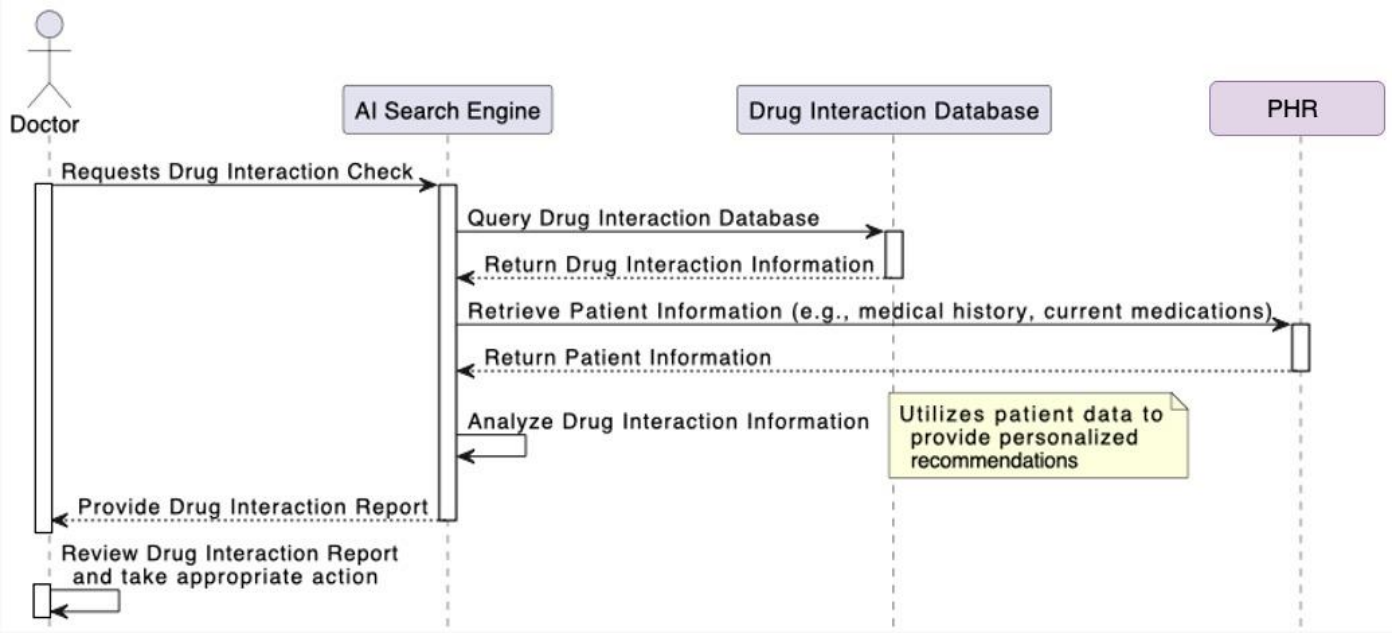 Doctor
AI Search Engine
Drug Interaction Database
PHR
Requests Drug Interaction Check
Query Drug Interaction Database
Return Drug Interaction Information
Retrieve Patient Information (e.g., medical history, current medications)
Return Patient Information
Analyze Drug Interaction Information
Utilizes patient data to
provide personalized
recommendations
Provide Drug Interaction Report
Review Drug Interaction Report
and take appropriate action